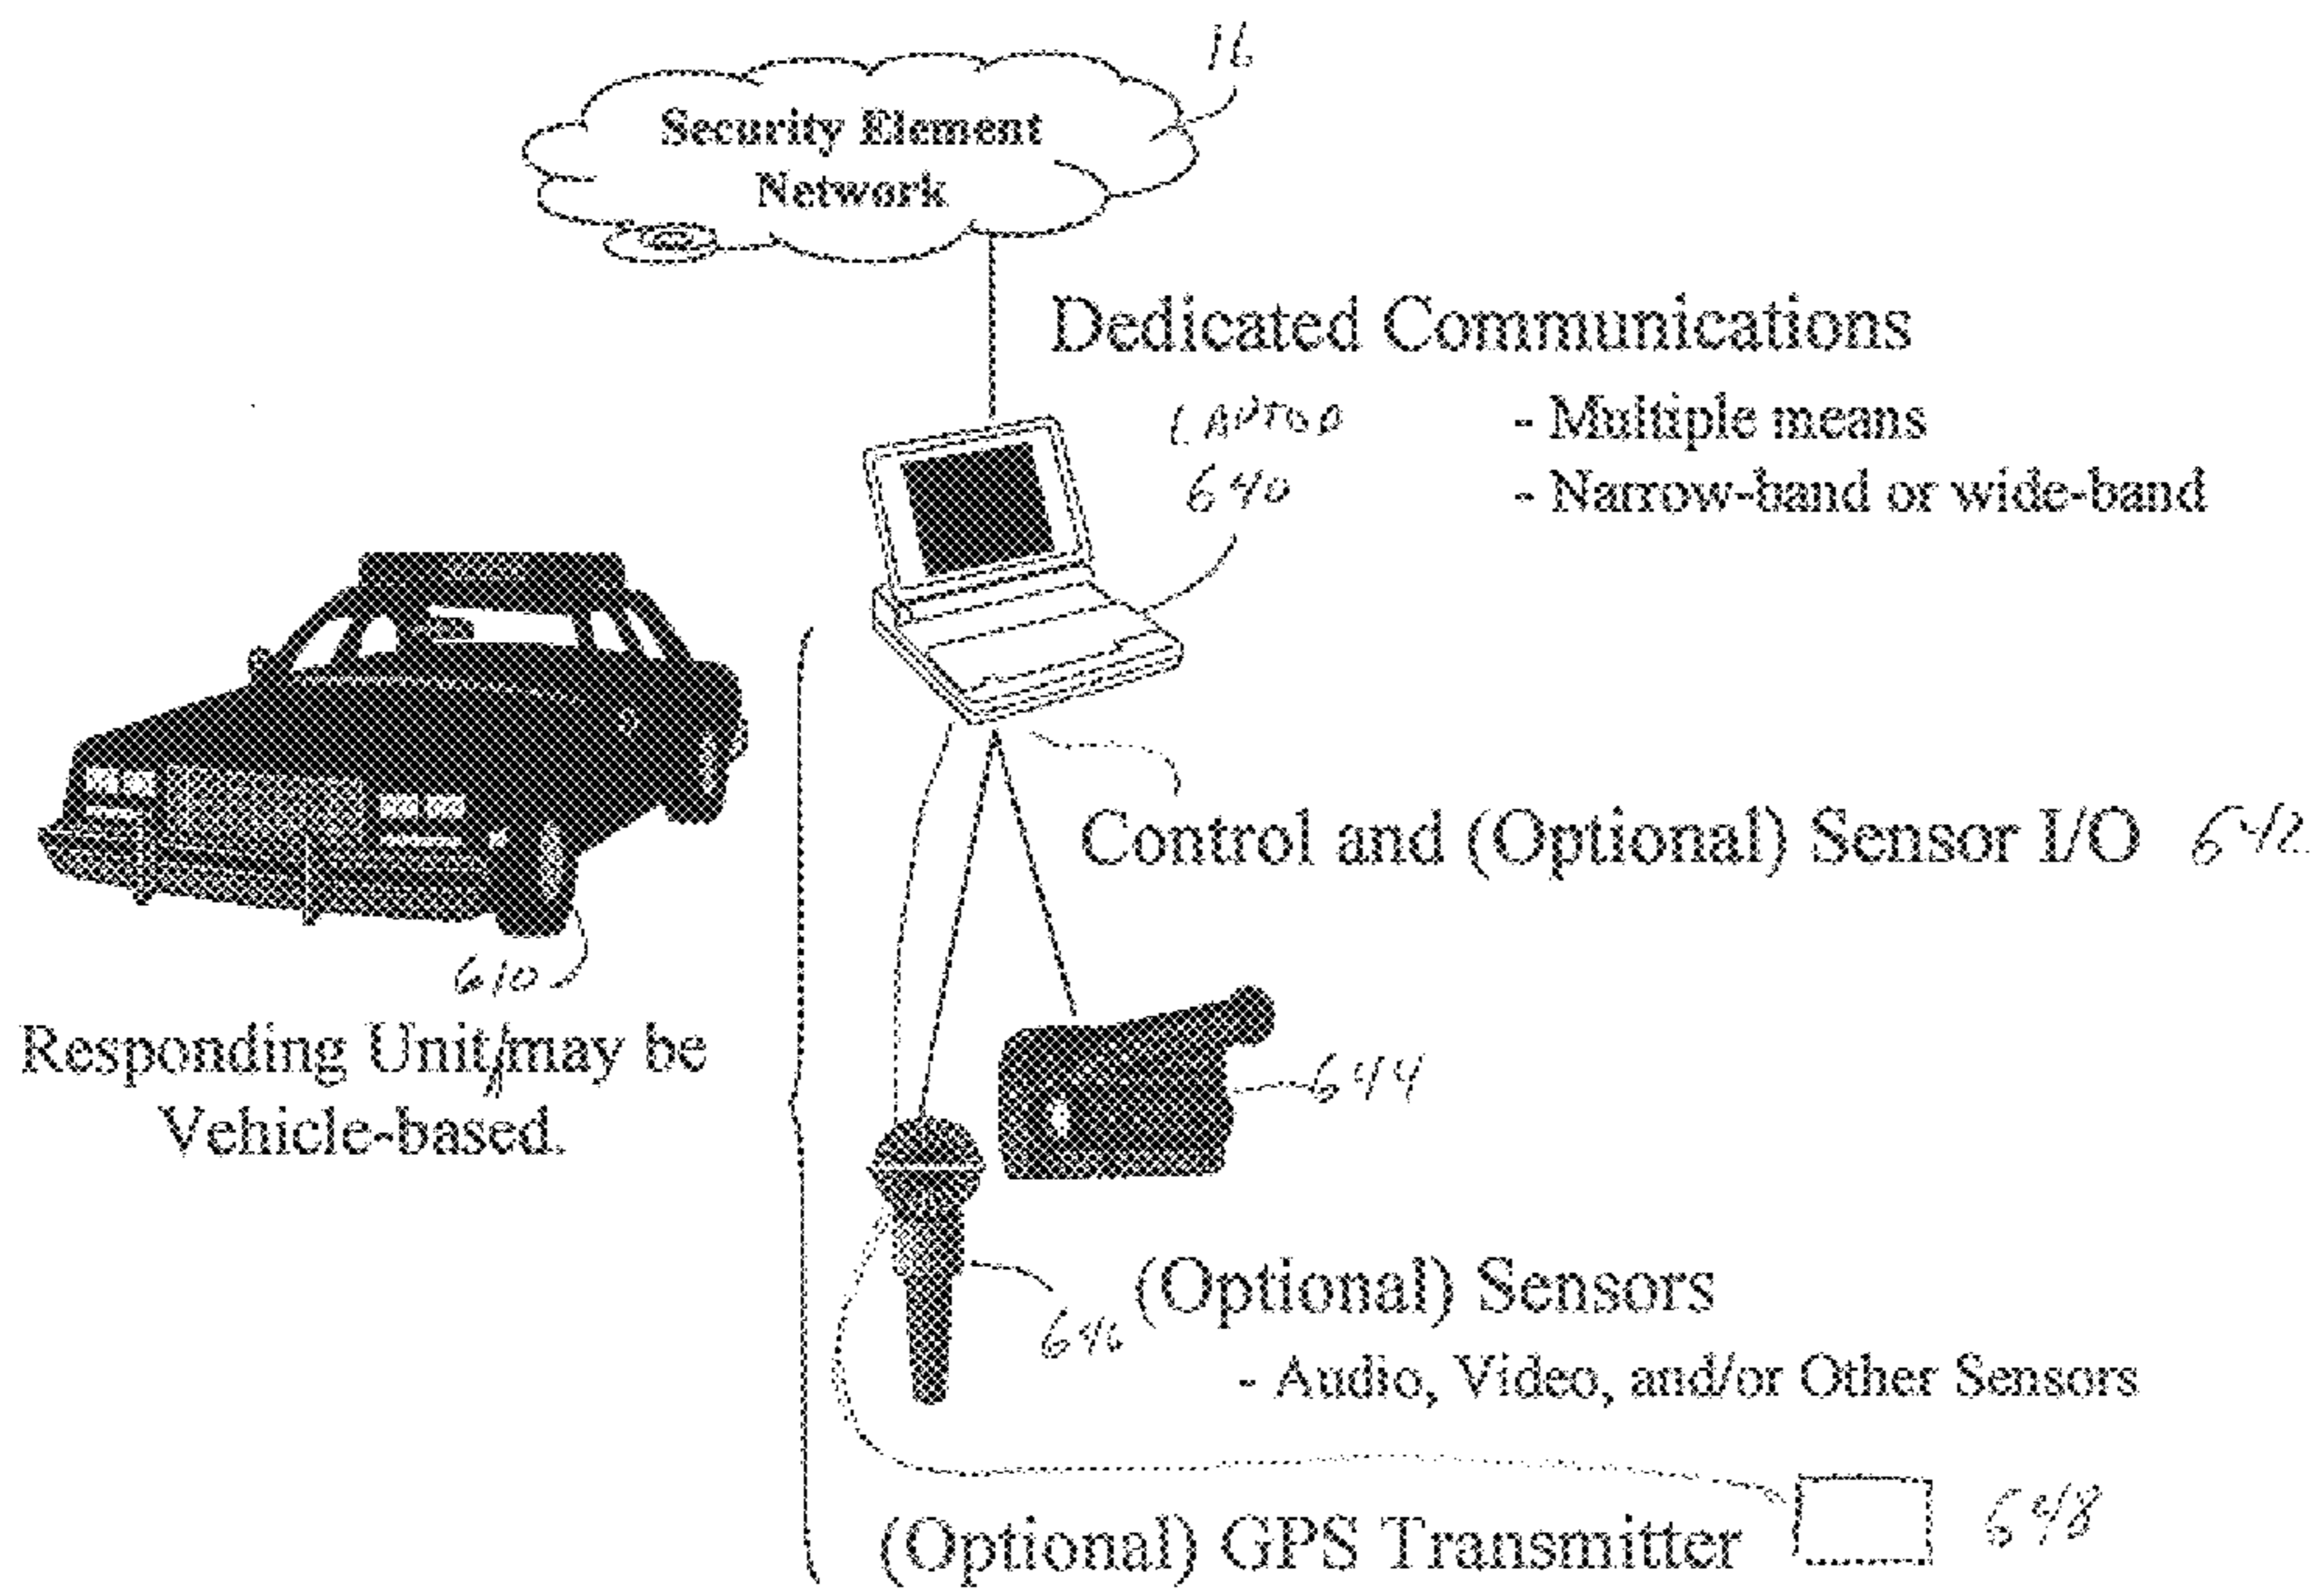 16
Security Element
Network
Dedicated Communications
- Multiple means
640
- Narrow-band or wide-band
Control and (Optional) Sensor I/O 642
610
Responding Unit may be
Vehicle-based.
644
646
(Optional) Sensors
- Audio, Video, and/or Other Sensors
(Optional) GPS Transmitter
648